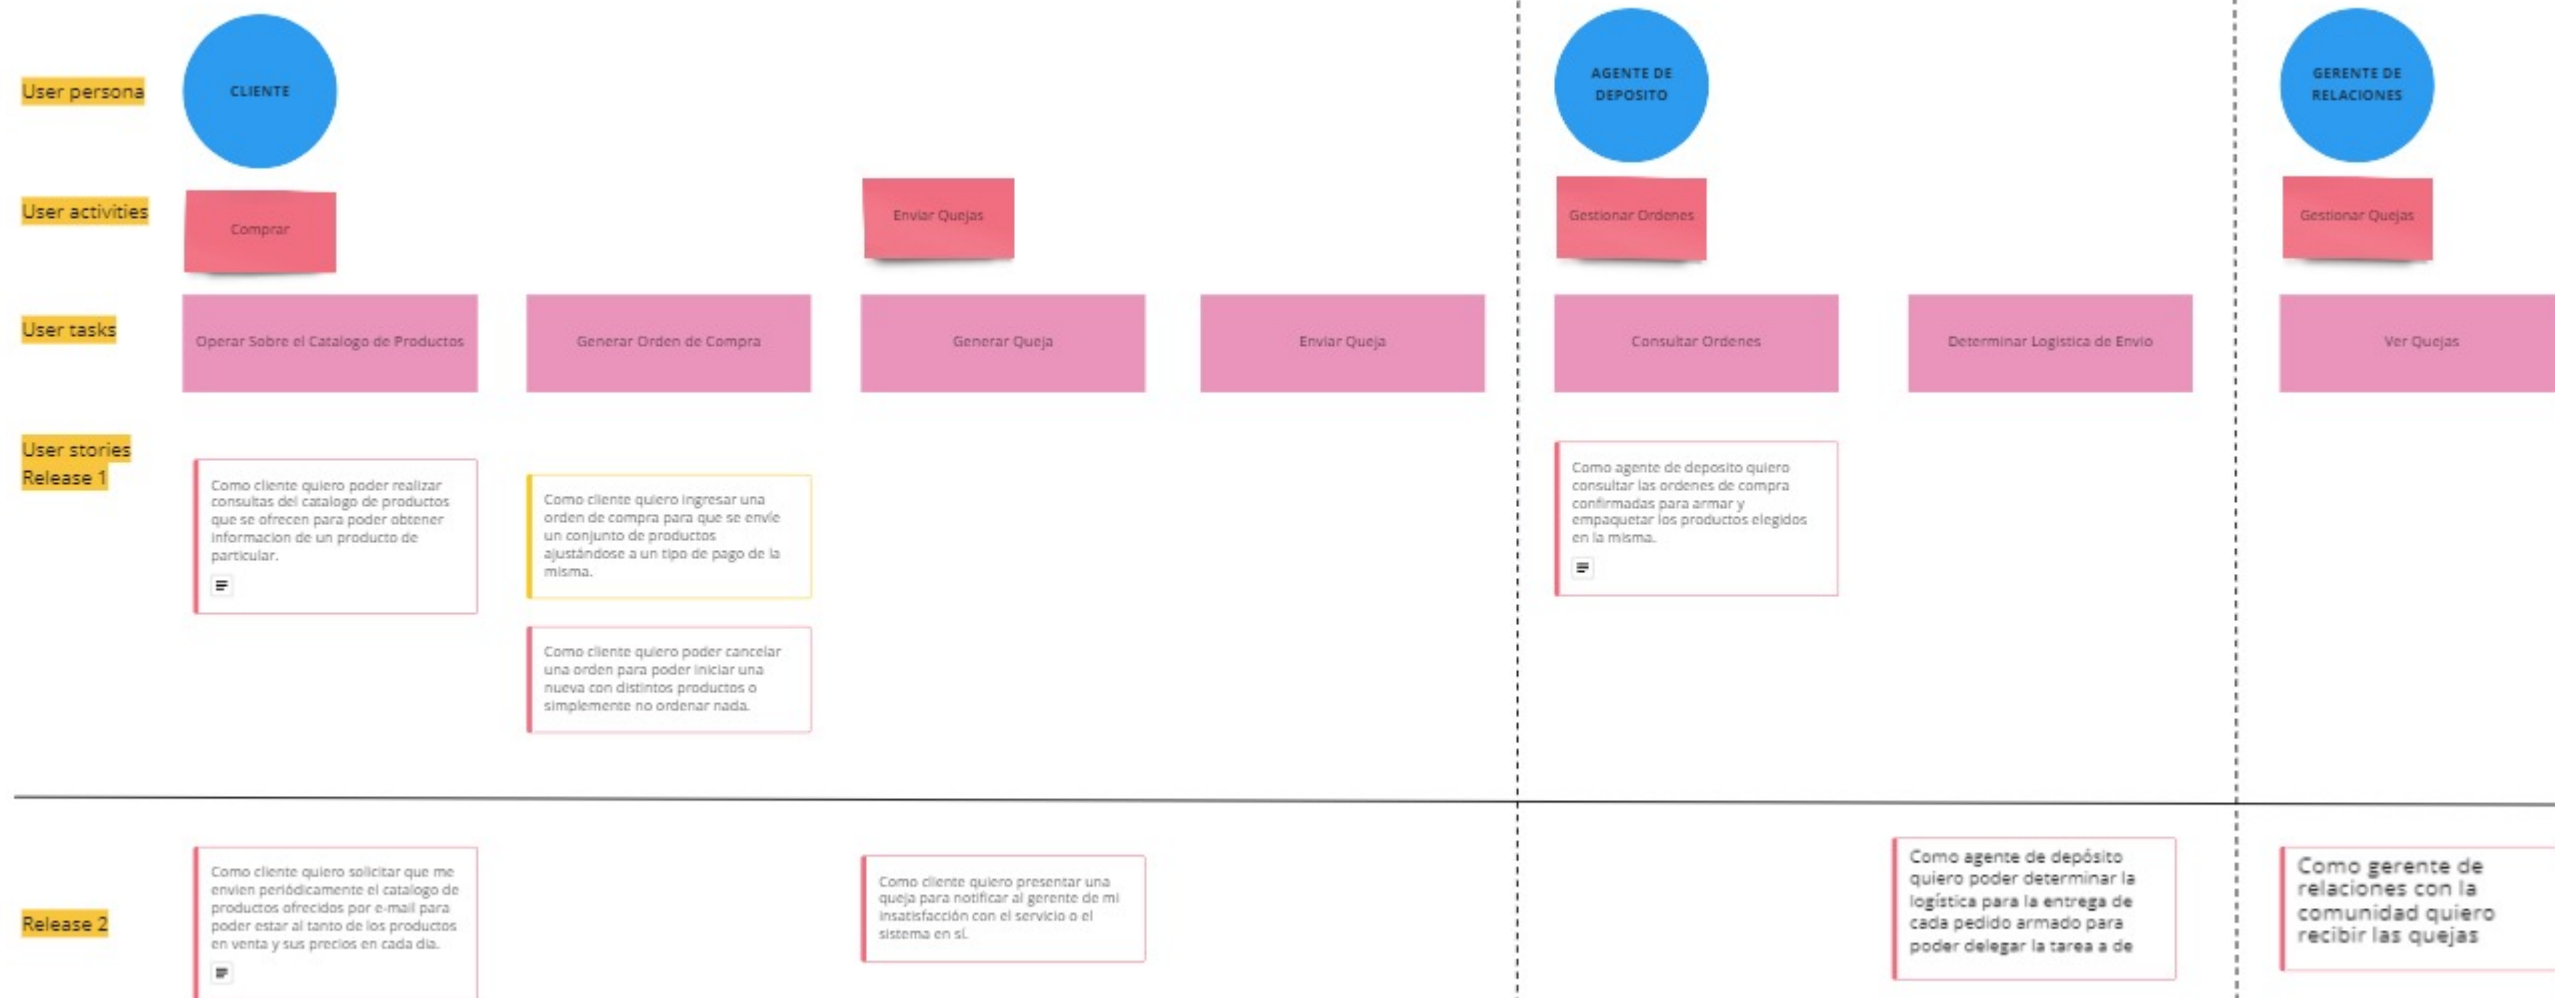 User persona
CLIENTE
AGENTE DE
DEPOSITO
GERENTE DE
RELACIONES
User activities
Comprar
Enviar Quejas
Gestionar Ordenes
Gestionar Quejas
User tasks
Operar Sobre el Catalogo de Productos
Generar Orden de Compra
Generar Queja
Enviar Queja
Consultar Ordenes
Determinar Logistica de Envio
Ver Quejas
User stories
Release 1
Como cliente quiero poder realizar
consultas del catalogo de productos
que se ofrecen para poder obtener
informacion de un producto de
particular.
Como cliente quiero ingresar una
orden de compra para que se envíe
un conjunto de productos
ajustándose a un tipo de pago de la
misma.
Como cliente quiero poder cancelar
una orden para poder iniciar una
nueva con distintos productos o
simplemente no ordenar nada.
Como agente de deposito quiero
consultar las ordenes de compra
confirmadas para armar y
empaquetar los productos elegidos
en la misma.
Release 2
Como cliente quiero solicitar que me
envien periódicamente el catalogo de
productos ofrecidos por e-mail para
poder estar al tanto de los productos
en venta y sus precios en cada dia.
Como cliente quiero presentar una
queja para notificar al gerente de mi
insatisfacción con el servicio o el
sistema en sí.
Como agente de depósito
quiero poder determinar la
logística para la entrega de
cada pedido armado para
poder delegar la tarea a de
Como gerente de
relaciones con la
comunidad quiero
recibir las quejas